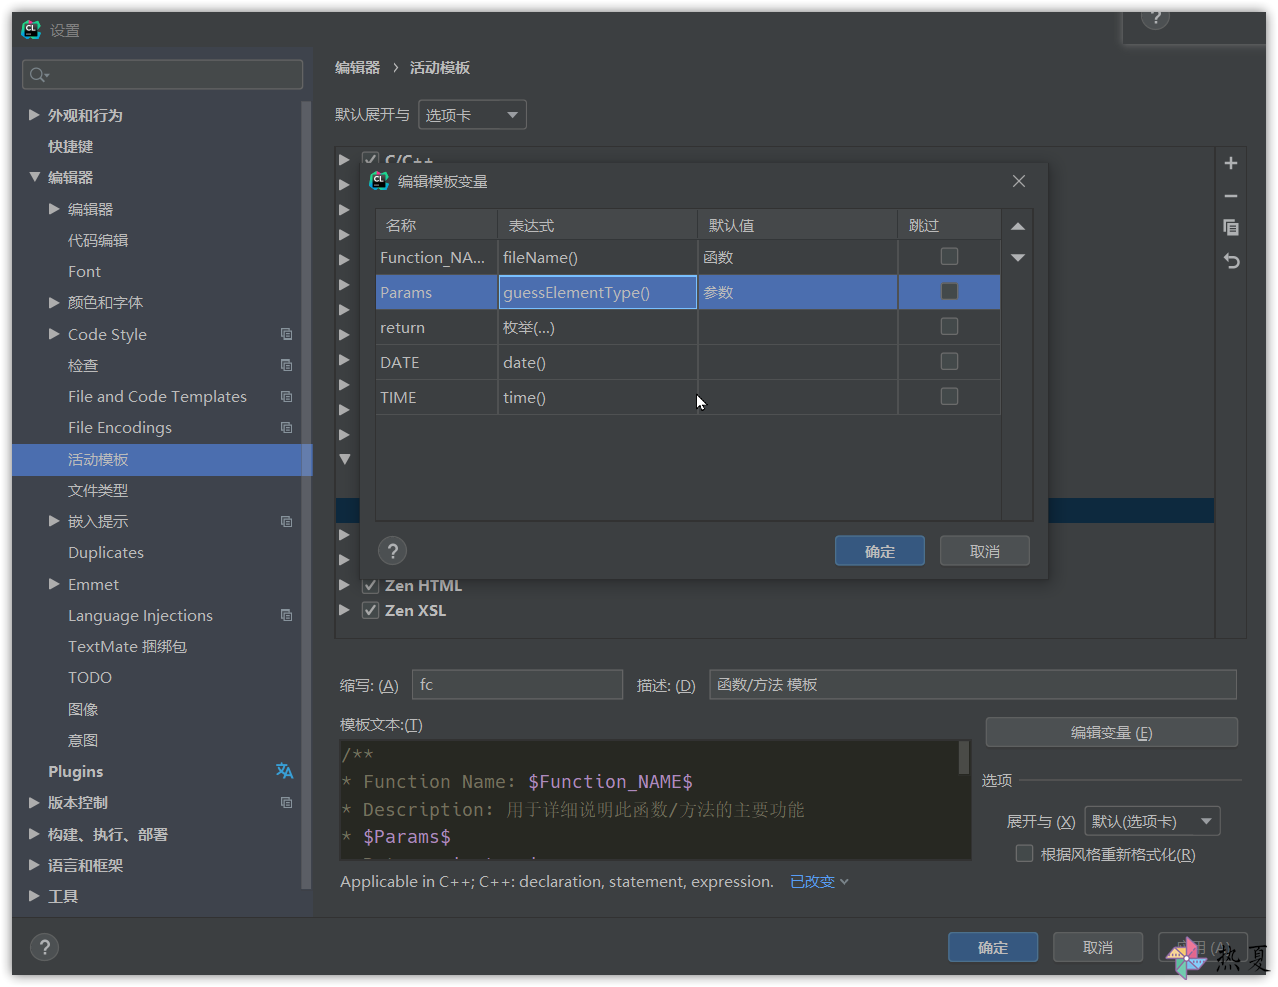 设置
?
编辑器 › 活动模板
默认展开与 选项卡
外观和行为
快捷键
编辑器
编辑器
代码编辑
Font
颜色和字体
Code Style
检查
File and Code Templates
File Encodings
活动模板
文件类型
嵌入提示
Duplicates
Emmet
Language Injections
TextMate 捆绑包
TODO
图像
意图
Plugins
版本控制
构建、执行、部署
语言和框架
工具
C/C++
编辑模板变量
名称 表达式 默认值 跳过
Function_NA... fileName() 函数
Params guessElementType() 参数
return 枚举(...)
DATE date()
TIME time()
? 确定 取消
Zen HTML
Zen XSL
缩写: (A) fc 描述: (D) 函数/方法 模板
模板文本:(T)
/**
* Function Name: $Function_NAME$
* Description: 用于详细说明此函数/方法的主要功能
* $Params$
编辑变量 (E)
选项
展开与 (X) 默认(选项卡)
根据风格重新格式化(R)
Applicable in C++; C++: declaration, statement, expression. 已改变
? 确定 取消
热夏